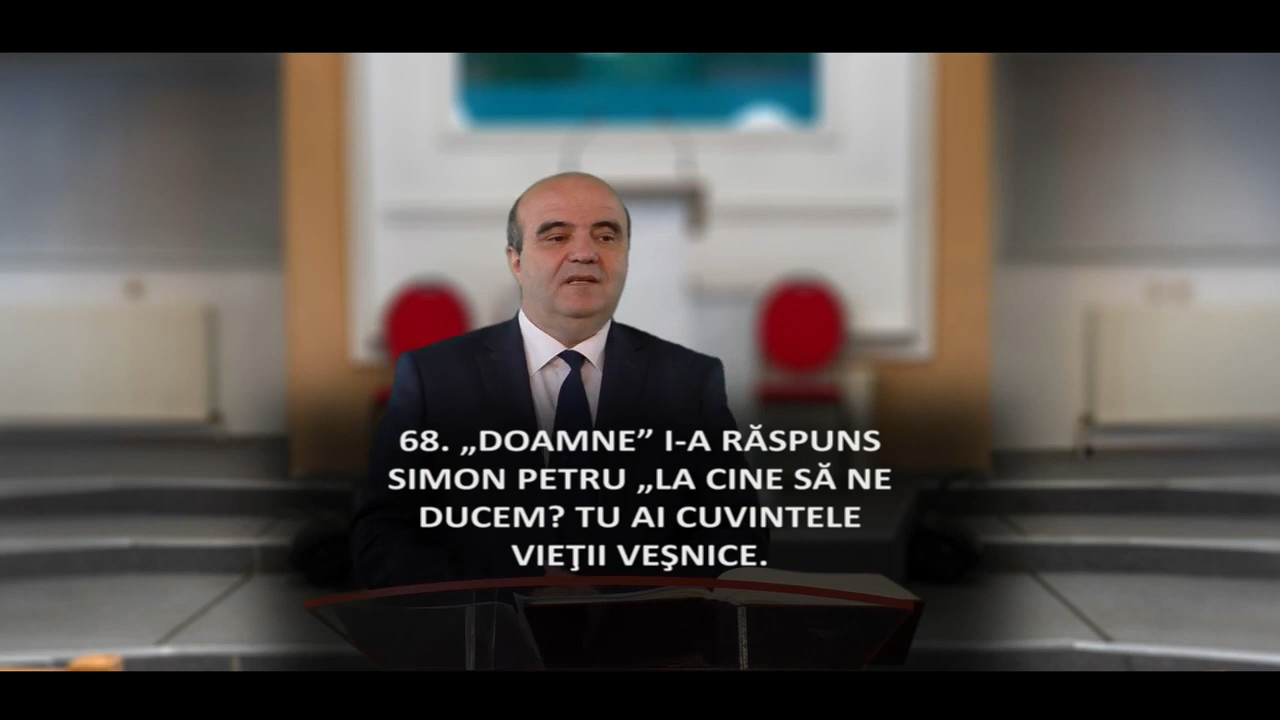 68. „DOAMNE” I-A RĂSPUNS
SIMON PETRU „LA CINE SĂ NE
DUCEM? TU AI CUVINTELE
VIEŢII VEŞNICE.